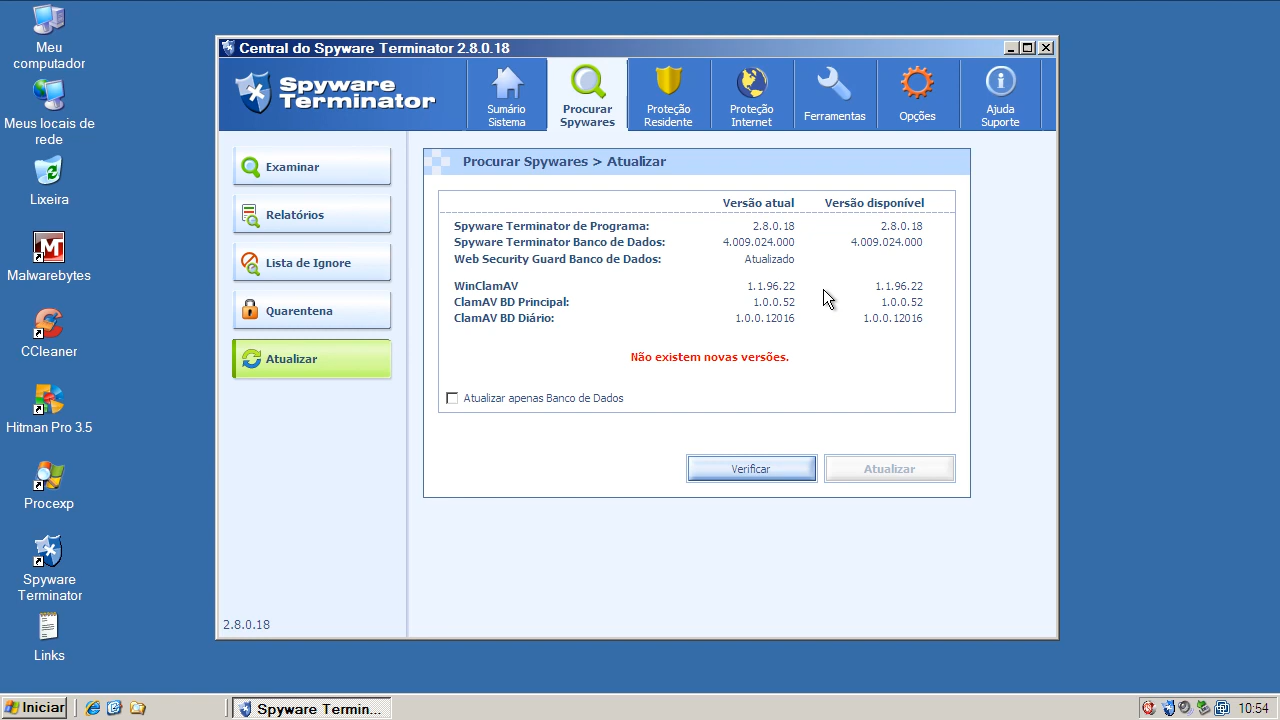 Meu
computador
Meus locais de
rede
Lixeira
Malwarebytes
CCleaner
Hitman Pro 3.5
Procexp
Spyware
Terminator
Links
Central do Spyware Terminator 2.8.0.18
Spyware
Terminator
Sumário
Sistema
Procurar
Spywares
Proteção
Residente
Proteção
Internet
Ferramentas
Opções
Ajuda
Suporte
Examinar
Relatórios
Lista de Ignore
Quarentena
Atualizar
2.8.0.18
Procurar Spywares > Atualizar
Versão atual Versão disponível
Spyware Terminator de Programa: 2.8.0.18 2.8.0.18
Spyware Terminator Banco de Dados: 4.009.024.000 4.009.024.000
Web Security Guard Banco de Dados: Atualizado
WinClamAV 1.1.96.22 1.1.96.22
ClamAV BD Principal: 1.0.0.52 1.0.0.52
ClamAV BD Diário: 1.0.0.12016 1.0.0.12016
Não existem novas versões.
Atualizar apenas Banco de Dados
Verificar Atualizar
Iniciar Spyware Termin... 10:54